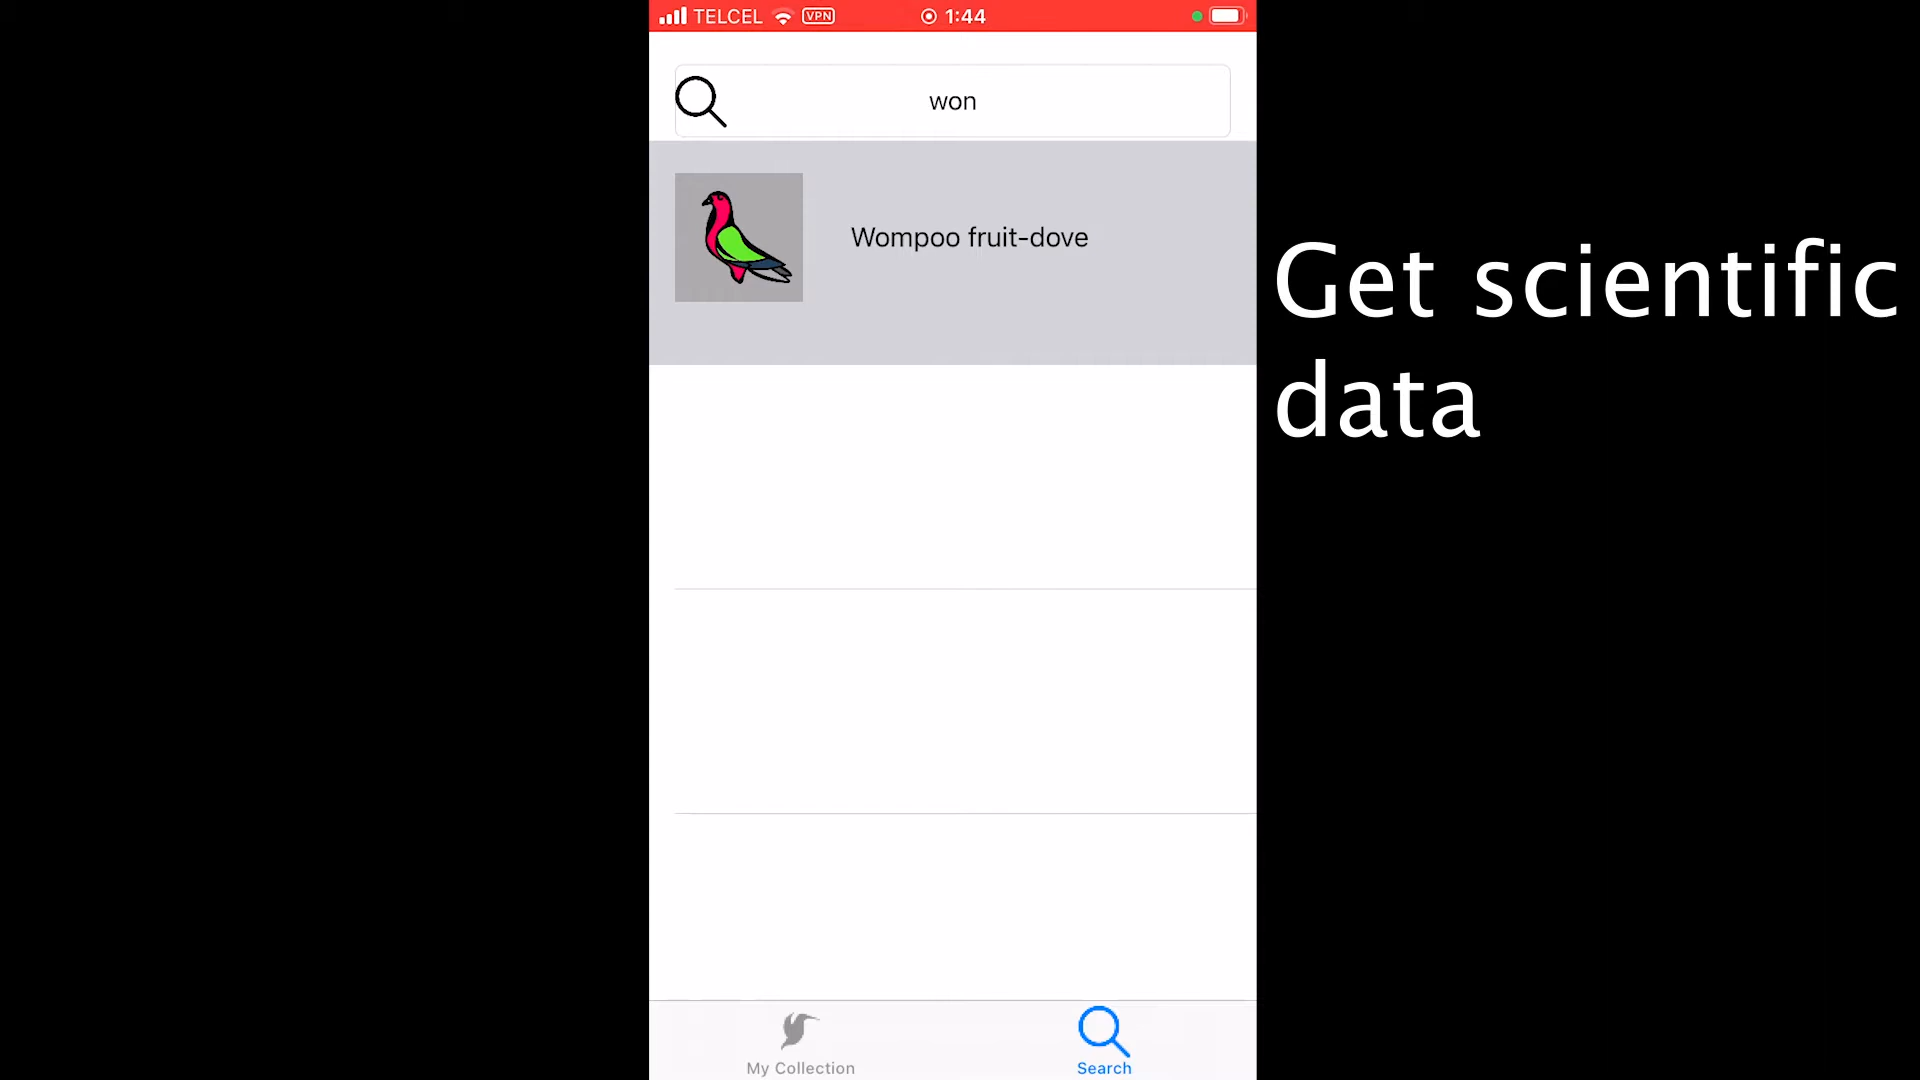 TELCEL VPN 1:44
won
Wompoo fruit-dove
Get scientific
data
My Collection
Search